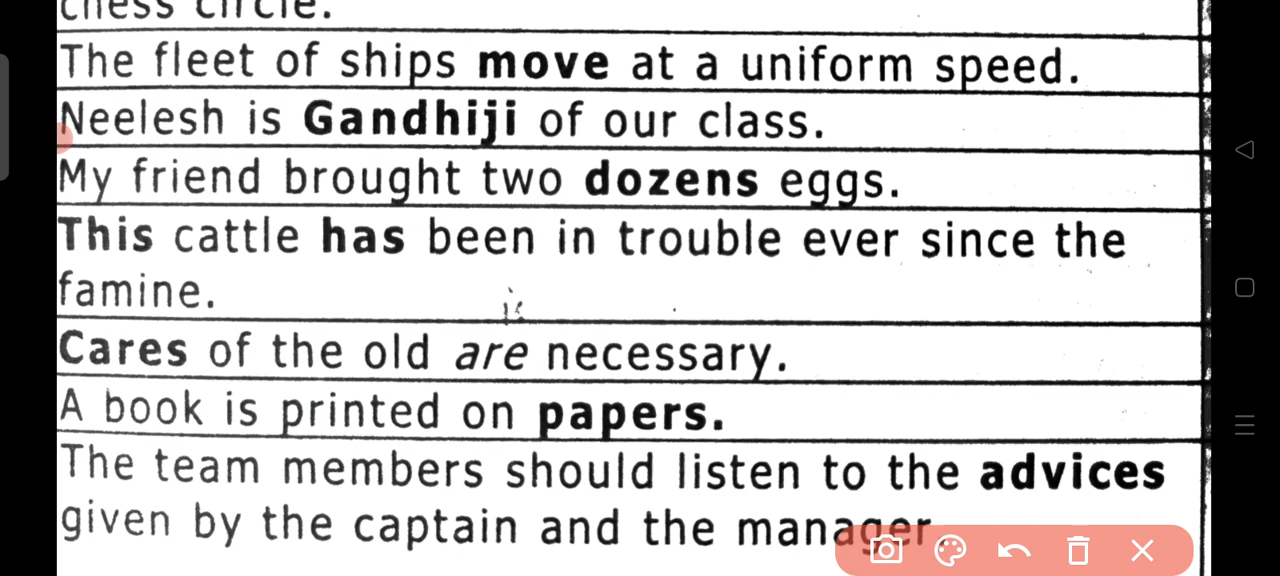 chess circle.
The fleet of ships move at a uniform speed.
Neelesh is Gandhiji of our class.
My friend brought two dozens eggs.
This cattle has been in trouble ever since the
famine.
Cares of the old are necessary.
A book is printed on papers.
The team members should listen to the advices
given by the captain and the manager.